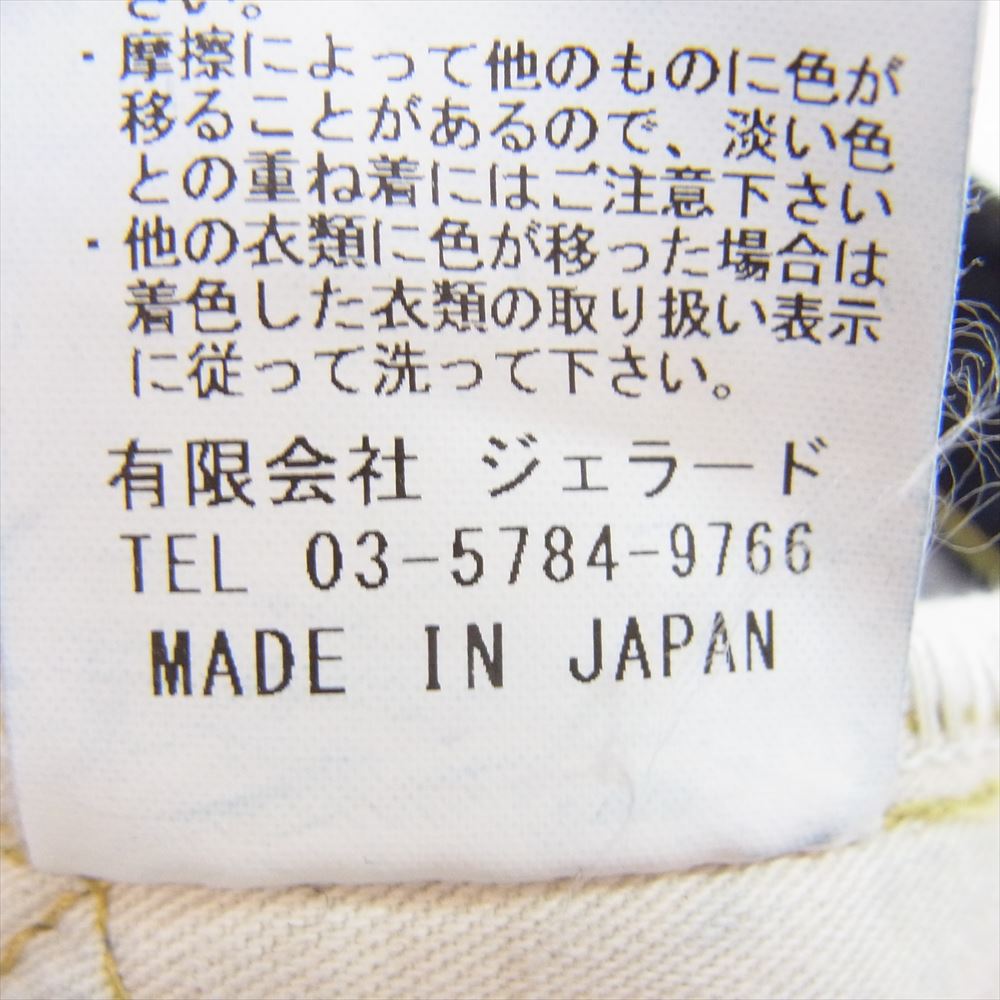 さい。
・摩擦によって他のものに色が
移ることがあるので、淡い色
との重ね着にはご注意下さい
・他の衣類に色が移った場合は
着色した衣類の取り扱い表示
に従って洗って下さい。
有限会社 ジェラード
TEL 03-5784-9766
MADE IN JAPAN